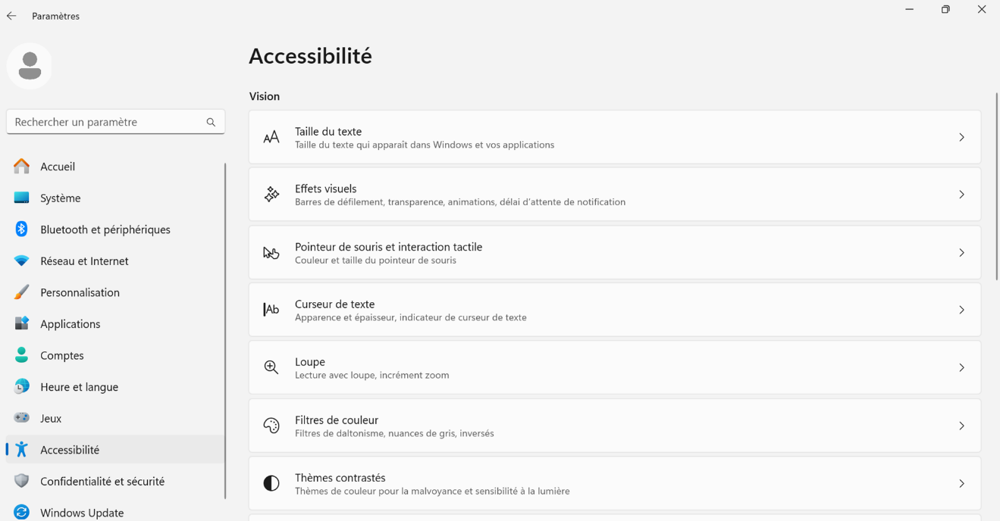 Paramètres
Rechercher un paramètre
Accueil
Système
Bluetooth et périphériques
Réseau et Internet
Personnalisation
Applications
Comptes
Heure et langue
Jeux
Accessibilité
Confidentialité et sécurité
Windows Update
Accessibilité
Vision
AA
Taille du texte
Taille du texte qui apparaît dans Windows et vos applications
Effets visuels
Barres de défilement, transparence, animations, délai d’attente de notification
Pointeur de souris et interaction tactile
Couleur et taille du pointeur de souris
Ab
Curseur de texte
Apparence et épaisseur, indicateur de curseur de texte
Loupe
Lecture avec loupe, incrément zoom
Filtres de couleur
Filtres de daltonisme, nuances de gris, inversés
Thèmes contrastés
Thèmes de couleur pour la malvoyance et sensibilité à la lumière